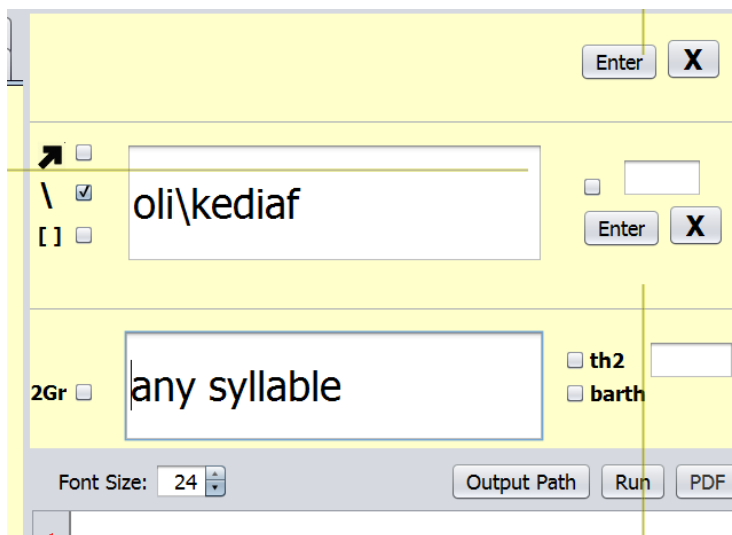 Enter X
\ oli\kediaf
[ ] Enter X
2Gr any syllable th2
barth
Font Size: 24 Output Path Run PDF